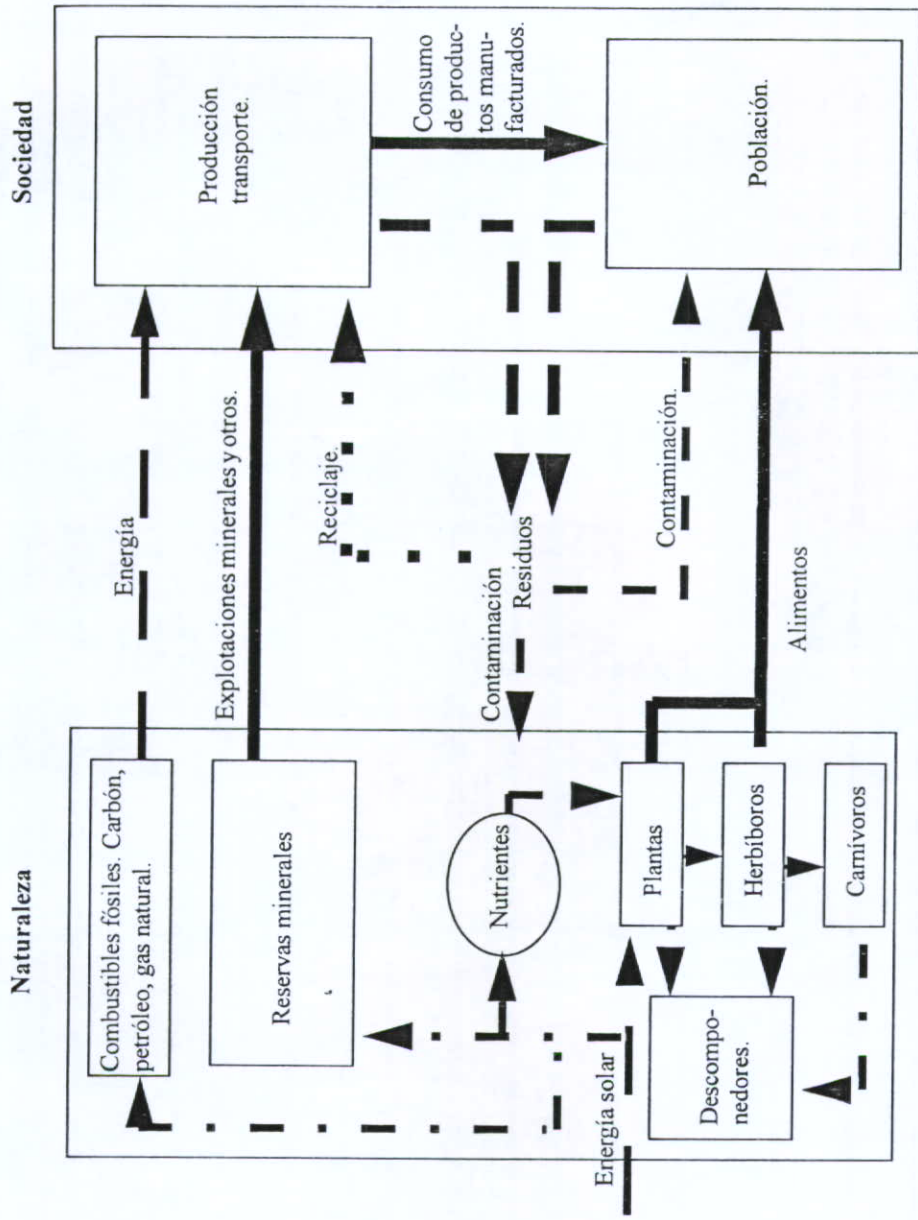 Naturaleza
Sociedad
Combustibles fósiles. Carbón,
petróleo, gas natural.
Energía
Producción
transporte.
Reservas minerales
Explotaciones minerales y otros.
Reciclaje.
Consumo
de produc-
tos manu-
facturados.
Nutrientes
Contaminación
Residuos
Contaminación.
Energía solar
Plantas
Herbíboros
Carnívoros
Descompo-
nedores.
Alimentos
Población.